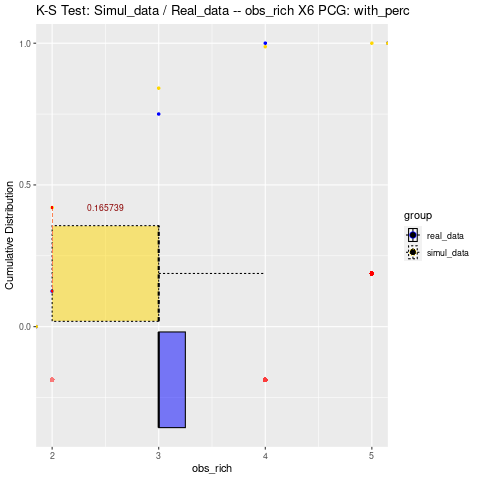 K-S Test: Simul_data / Real_data -- obs_rich X6 PCG: with_perc
1.0
0.5
0.0
Cumulative Distribution
0.165739
2
3
4
5
obs_rich
group
real_data
simul_data